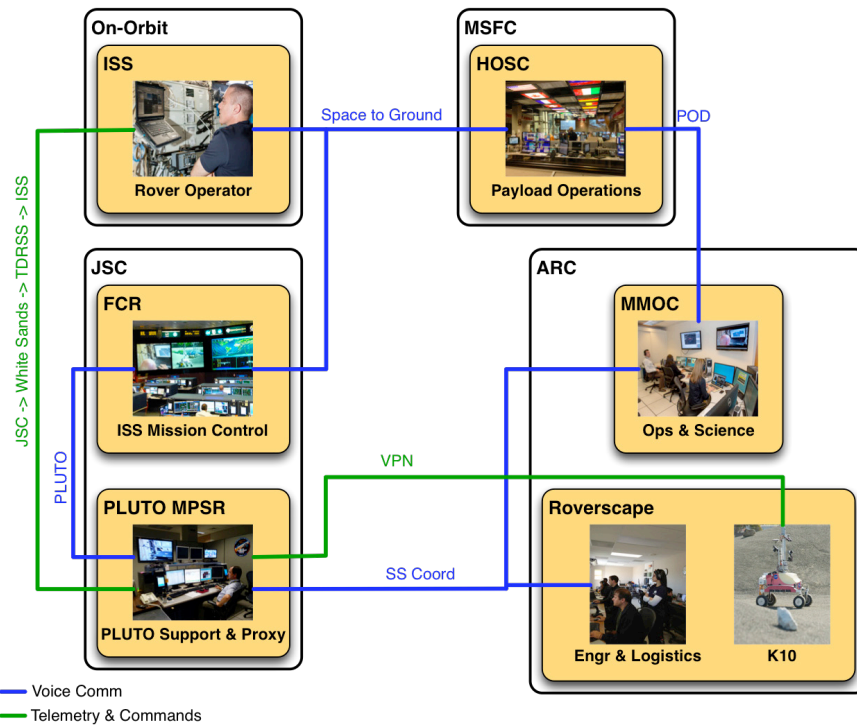 On-Orbit
ISS
Rover Operator
Space to Ground
MSFC
HOSC
Payload Operations
POD
JSC -> White Sands -> TDRSS -> ISS
JSC
FCR
ISS Mission Control
PLUTO
PLUTO MPSR
PLUTO Support & Proxy
VPN
SS Coord
ARC
MMOC
Ops & Science
Roverscape
Engr & Logistics
K10
Voice Comm
Telemetry & Commands